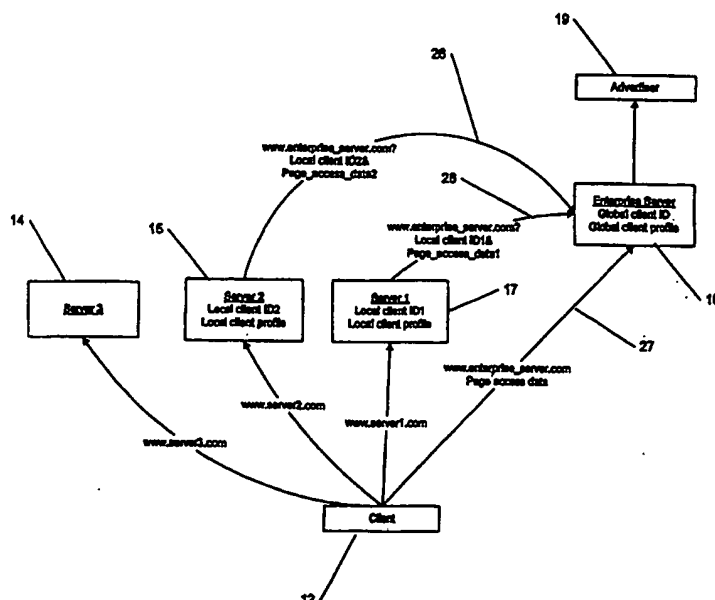 19
26
Advertiser
www.enterprise_server.com?
Local client ID2&
Page_access_data2
28
14
15
Enterprise Server
Global client ID
Global client profile
www.enterprise_server.com?
Local client ID1&
Page_access_data1
Server 3
Server 2
Local client ID2
Local client profile
Server 1
Local client ID1
Local client profile
17
27
www.enterprise_server.com
Page access data
www.server2.com
www.server1.com
www.server3.com
Client